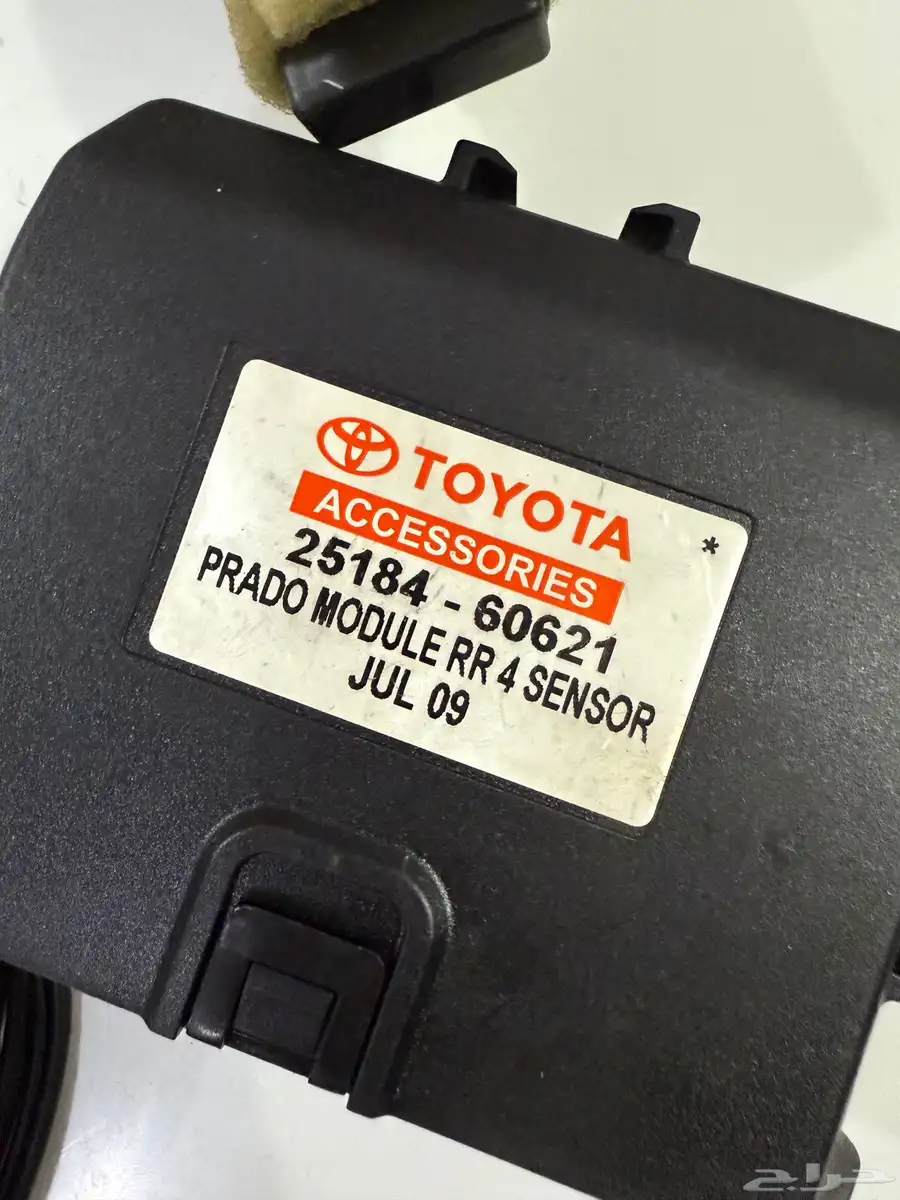 TOYOTA
ACCESSORIES
*
25184 - 60621
PRADO MODULE RR 4 SENSOR
JUL 09
حراج